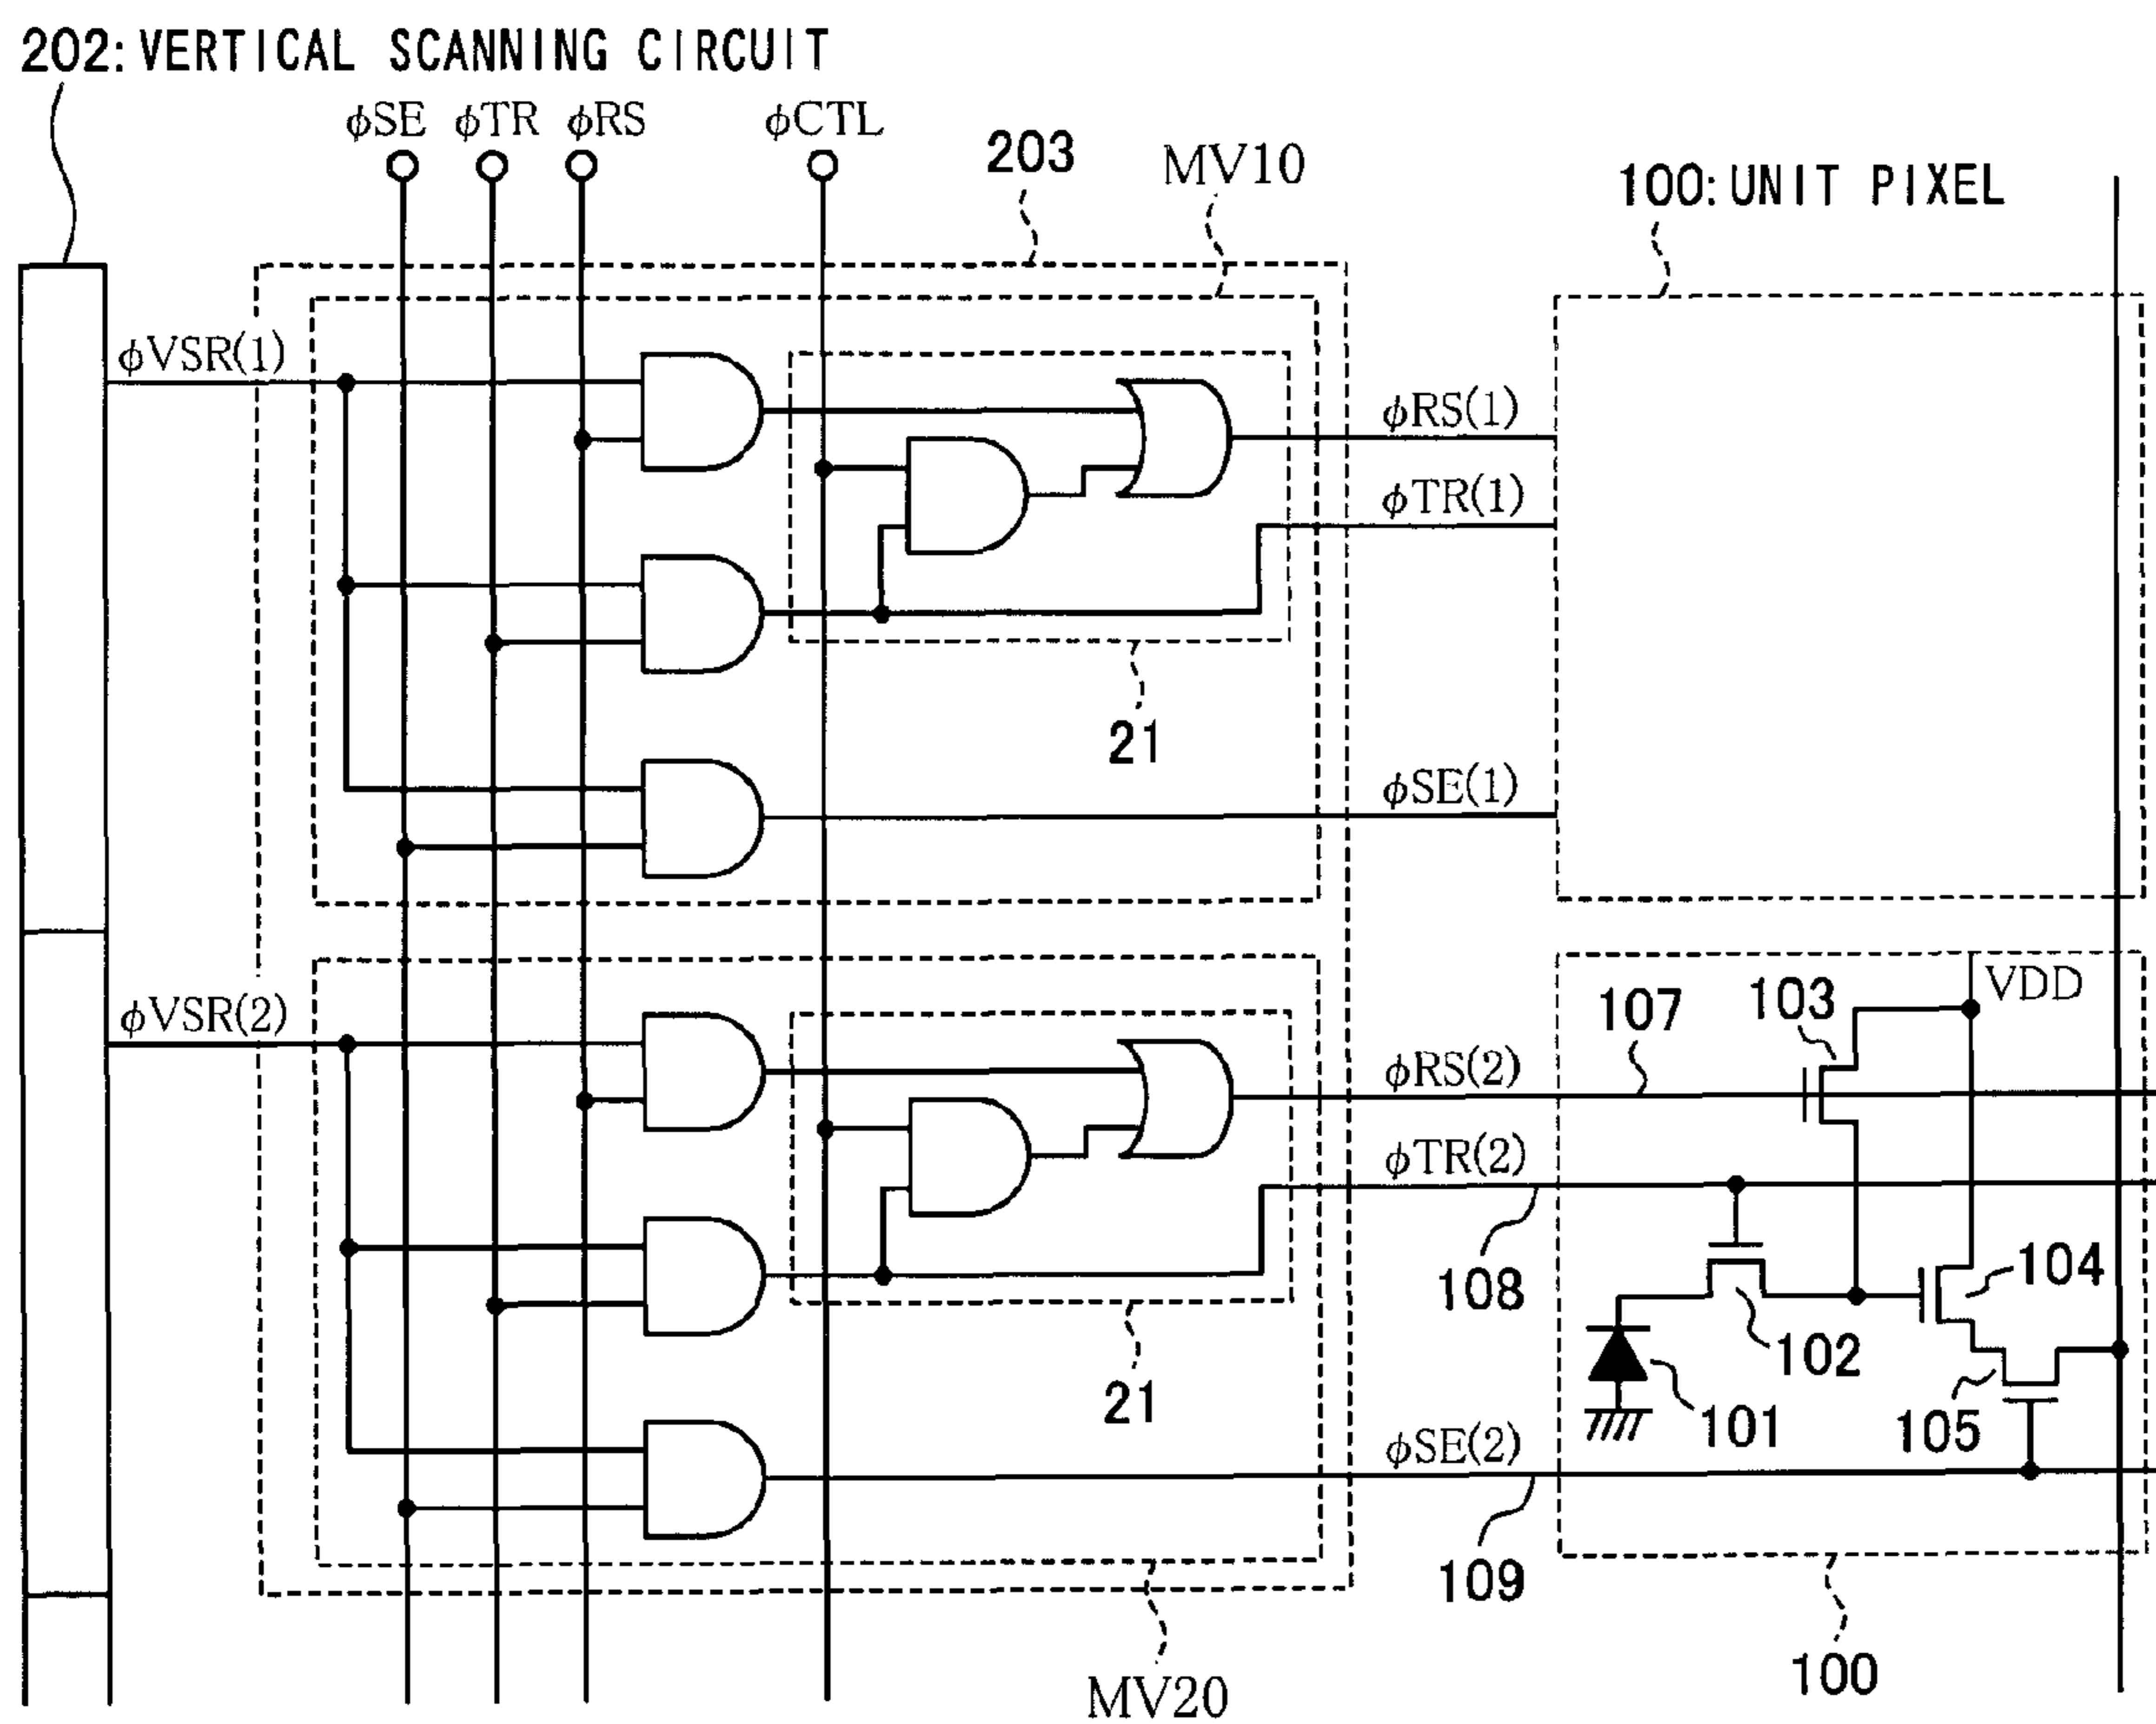 202: VERTICAL SCANNING CIRCUIT
φSE φTR φRS φCTL
203
MV10
100: UNIT PIXEL
φVSR(1)
φRS(1)
φTR(1)
21
φSE(1)
φVSR(2)
VDD
103
107
φRS(2)
φTR(2)
108
104
102
21
101
105
φSE(2)
109
100
MV20